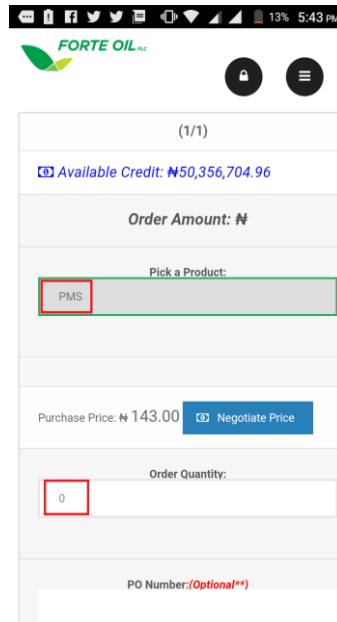 13% 5:43 PM
FORTE OIL PLC
(1/1)
Available Credit: ₦50,356,704.96
Order Amount: ₦
Pick a Product:
PMS
Purchase Price: ₦ 143.00 Negotiate Price
Order Quantity:
0
PO Number:(Optional**)